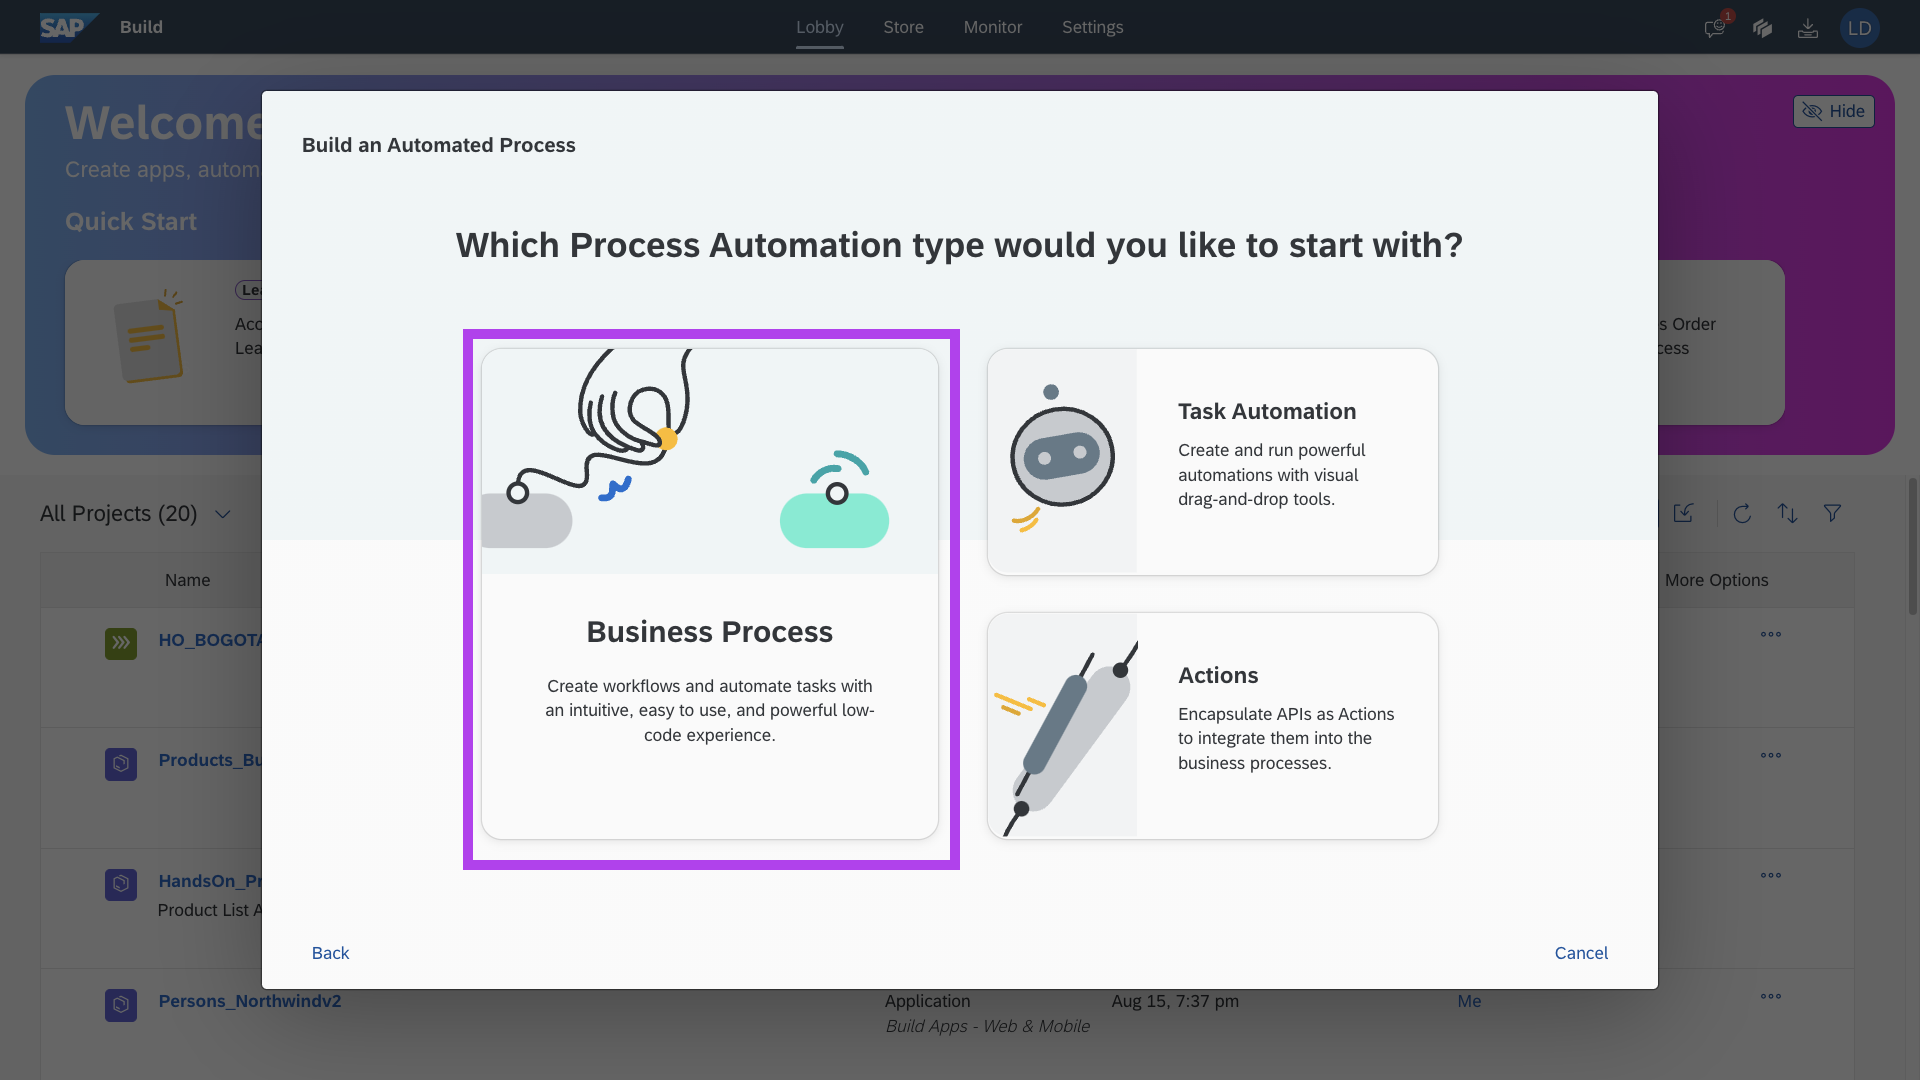 SAP Build Lobby Store Monitor Settings 1 LD
Welcome
Hide
Build an Automated Process
Create apps, autom
Quick Start
Which Process Automation type would you like to start with?
Lea
Acc
Lea
s Order
cess
Task Automation
Create and run powerful
automations with visual
drag-and-drop tools.
All Projects (20)
Name
More Options
Business Process
Create workflows and automate tasks with
an intuitive, easy to use, and powerful low-
code experience.
Actions
Encapsulate APIs as Actions
to integrate them into the
business processes.
HO_BOGOTA
Products_Bu
HandsOn_Pr
Product List A
Back
Cancel
Persons_Northwindv2 Application Aug 15, 7:37 pm Me
Build Apps - Web & Mobile